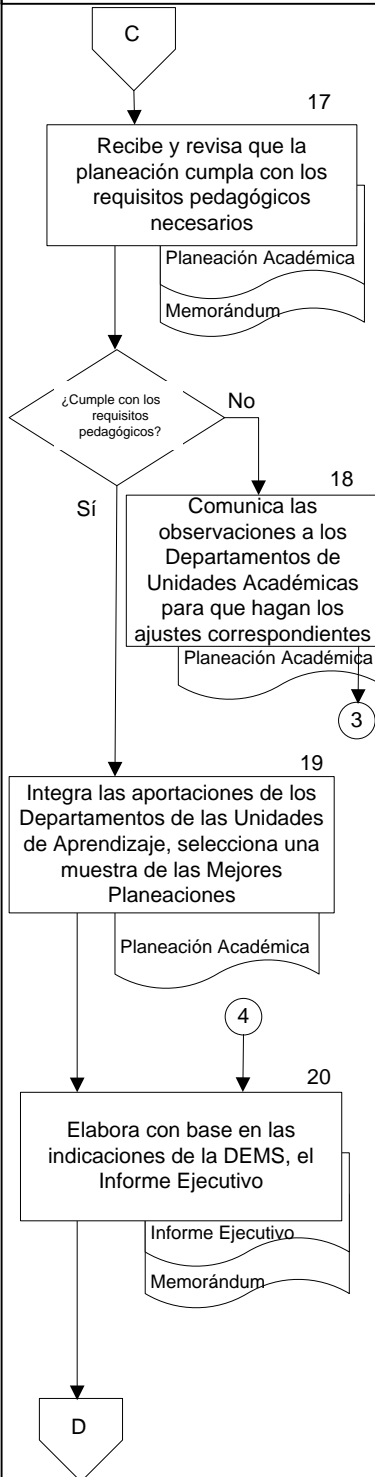 C
17
Recibe y revisa que la
planeación cumpla con los
requisitos pedagógicos
necesarios
Planeación Académica
Memorándum
¿Cumple con los
requisitos
pedagógicos?
No
Sí
18
Comunica las
observaciones a los
Departamentos de
Unidades Académicas
para que hagan los
ajustes correspondientes
Planeación Académica
3
19
Integra las aportaciones de los
Departamentos de las Unidades
de Aprendizaje, selecciona una
muestra de las Mejores
Planeaciones
Planeación Académica
4
20
Elabora con base en las
indicaciones de la DEMS, el
Informe Ejecutivo
Informe Ejecutivo
Memorándum
D